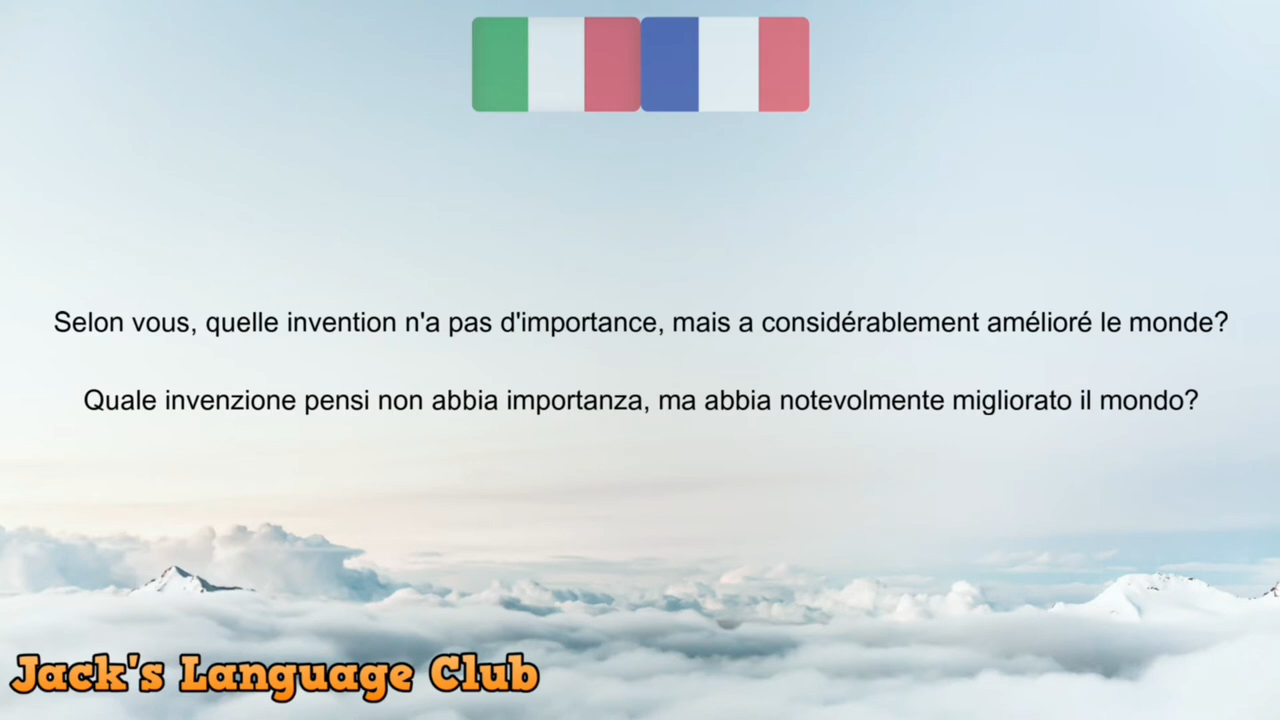 Selon vous, quelle invention n'a pas d'importance, mais a considérablement amélioré le monde?
Quale invenzione pensi non abbia importanza, ma abbia notevolmente migliorato il mondo?
Jack's Language Club